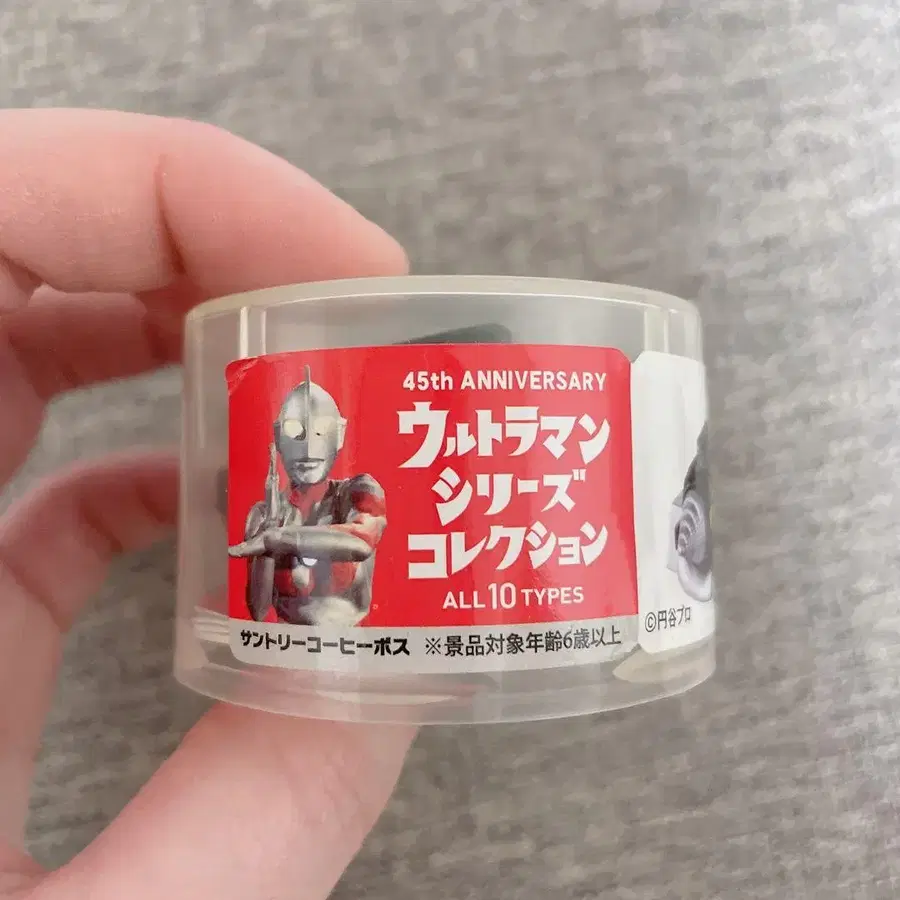 45th ANNIVERSARY
ウルトラマン
シリーズ
コレクション
ALL 10 TYPES
サントリーコーヒーボス ※景品対象年齢6歳以上
©円谷プロ